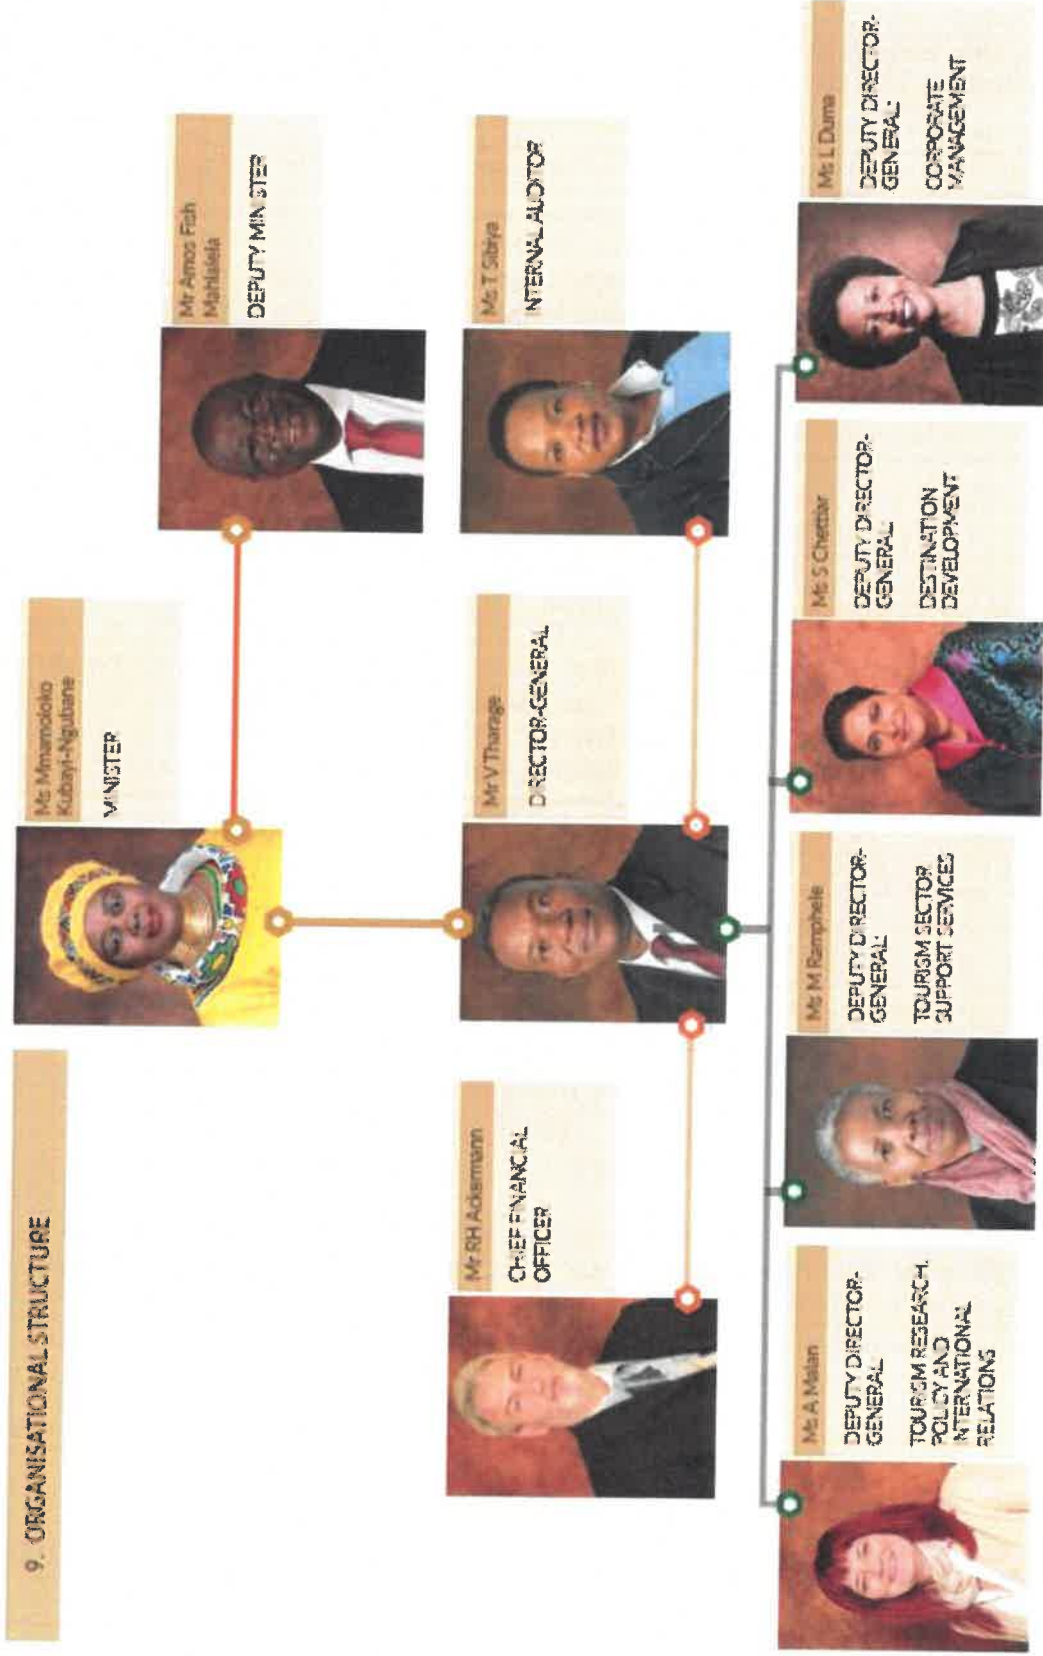 9. ORGANISATIONAL STRUCTURE
Ms Mmamoloko
Kubayi-Ngubane
MINISTER
Mr Amos Fish
Mahlalela
DEPUTY MINISTER
Mr RH Ackermann
CHIEF FINANCIAL
OFFICER
Mr V Tharage
DIRECTOR-GENERAL
Ms T Sibiya
INTERNAL AUDITOR
Ms A Malan
DEPUTY DIRECTOR-
GENERAL:
TOURISM RESEARCH,
POLICY AND
INTERNATIONAL
RELATIONS
Ms M Ramphele
DEPUTY DIRECTOR-
GENERAL:
TOURISM SECTOR
SUPPORT SERVICES
Ms S Chettiar
DEPUTY DIRECTOR-
GENERAL:
DESTINATION
DEVELOPMENT
Ms L Duma
DEPUTY DIRECTOR-
GENERAL:
CORPORATE
MANAGEMENT